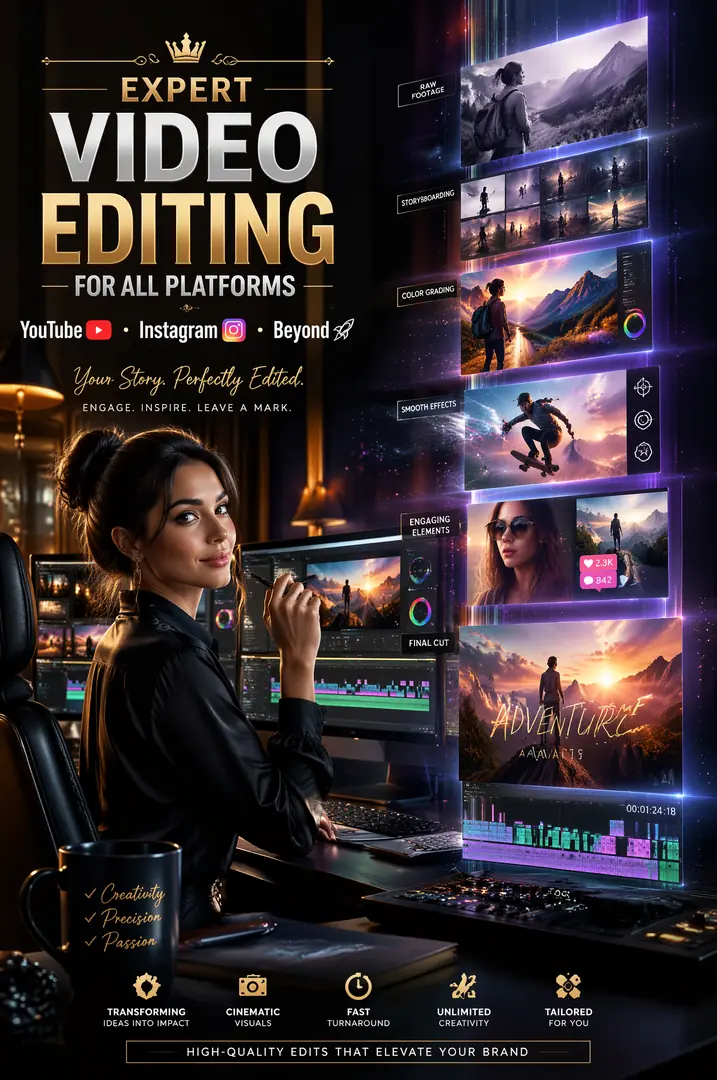 EXPERT
VIDEO
EDITING
FOR ALL PLATFORMS
YouTube • Instagram • Beyond
Your Story. Perfectly Edited.
ENGAGE. INSPIRE. LEAVE A MARK.
RAW
FOOTAGE
STORYBBOARDING
COLOR GRADING
SMOOTH EFFECTS
ENGAGING
ELEMENTS
2.3K
842
FINAL CUT
ADVENTURE
00:01:24:18
✓ Creativity
✓ Precision
✓ Passion
TRANSFORMING
IDEAS INTO IMPACT
CINEMATIC
VISUALS
FAST
TURNAROUND
UNLIMITED
CREATIVITY
TAILORED
FOR YOU
HIGH-QUALITY EDITS THAT ELEVATE YOUR BRAND